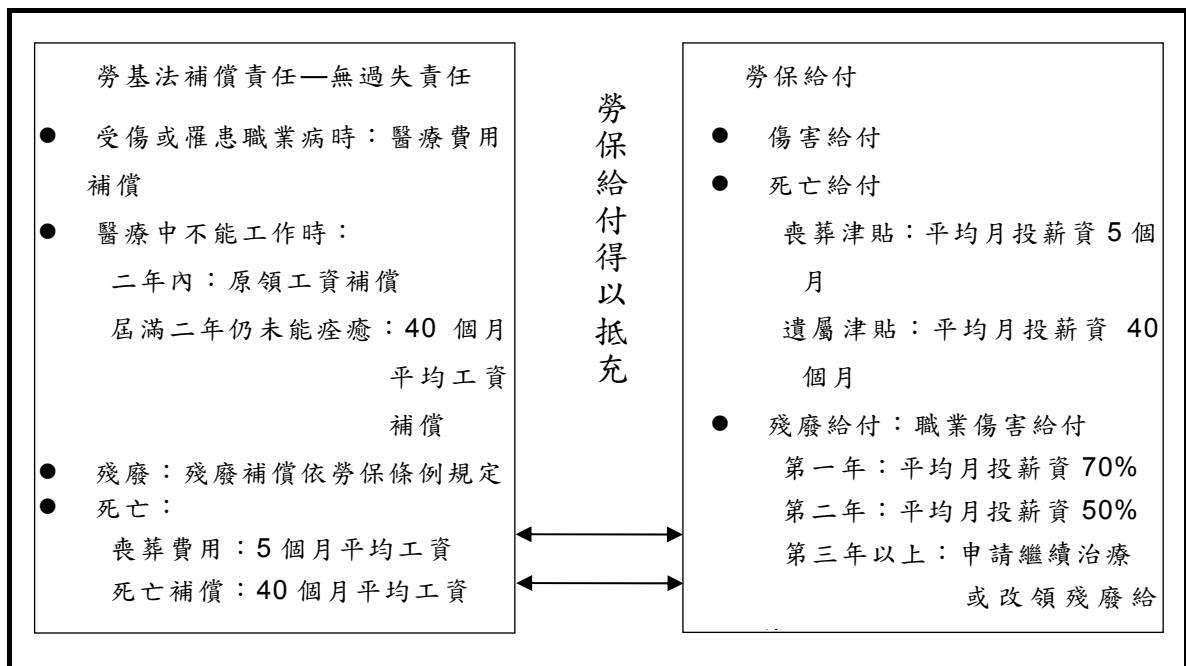 勞基法補償責任—無過失責任
● 受傷或罹患職業病時：醫療費用
補償
● 醫療中不能工作時：
二年內：原領工資補償
屆滿二年仍未能痊癒：40 個月
平均工資
補償
● 殘廢：殘廢補償依勞保條例規定
● 死亡：
喪葬費用：5 個月平均工資
死亡補償：40 個月平均工資
勞
保
給
付
得
以
抵
充
勞保給付
● 傷害給付
● 死亡給付
喪葬津貼：平均月投薪資 5 個
月
遺屬津貼：平均月投薪資 40
個月
● 殘廢給付：職業傷害給付
第一年：平均月投薪資 70%
第二年：平均月投薪資 50%
第三年以上：申請繼續治療
或改領殘廢給